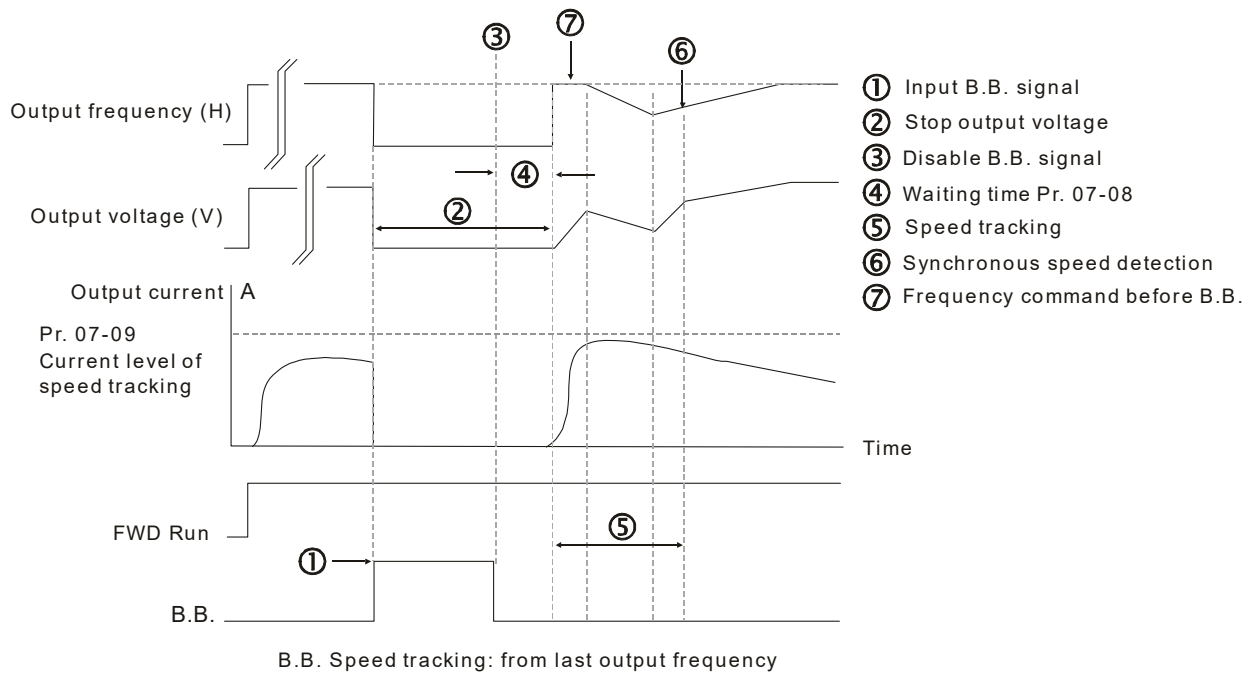 ③
⑦
⑥
Output frequency (H)
④
Output voltage (V)
②
Output current A
Pr. 07-09
Current level of
speed tracking
Time
FWD Run
⑤
①
B.B.
① Input B.B. signal
② Stop output voltage
③ Disable B.B. signal
④ Waiting time Pr. 07-08
⑤ Speed tracking
⑥ Synchronous speed detection
⑦ Frequency command before B.B.
B.B. Speed tracking: from last output frequency